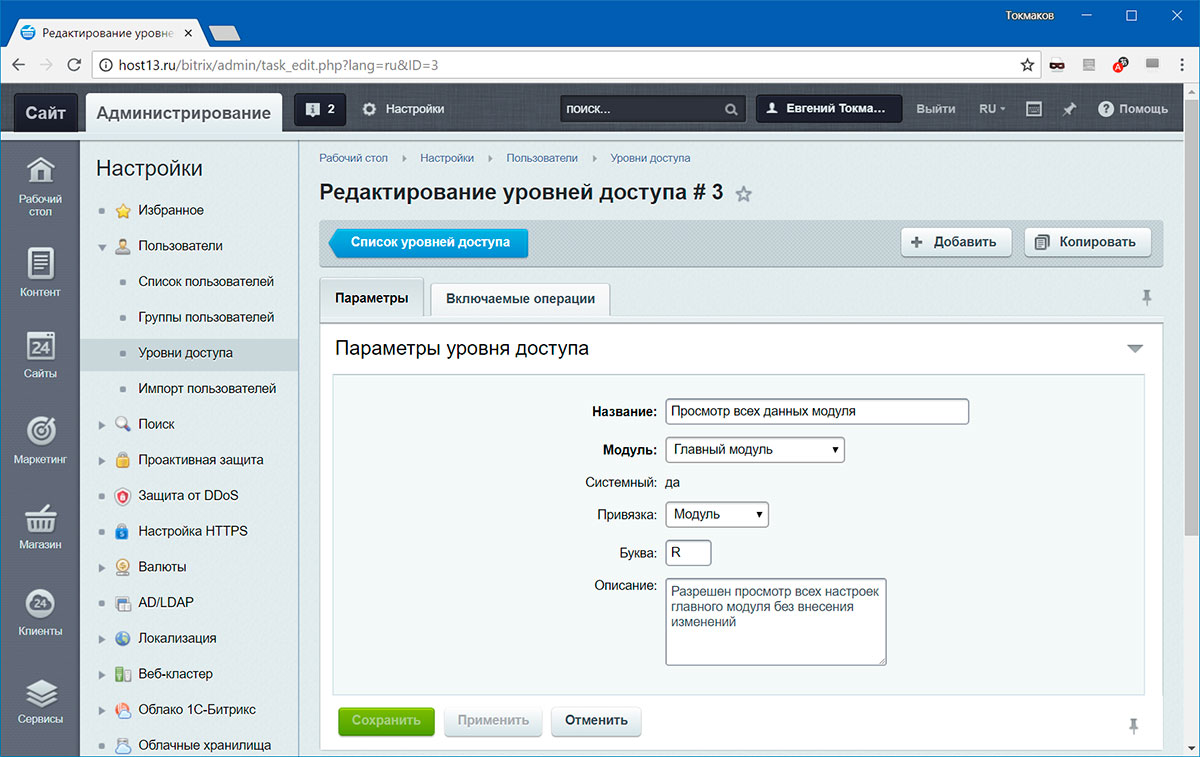 Токмаков
Редактирование уровне
host13.ru/bitrix/admin/task_edit.php?lang=ru&ID=3
Сайт
Администрирование
2
Настройки
поиск...
Евгений Токма...
Выйти
RU
Помощь
Рабочий стол
Контент
24
Сайты
Маркетинг
Магазин
24
Клиенты
Сервисы
Настройки
Избранное
Пользователи
Список пользователей
Группы пользователей
Уровни доступа
Импорт пользователей
Поиск
Проактивная защита
Защита от DDoS
Настройка HTTPS
Валюты
AD/LDAP
Локализация
Веб-кластер
Облако 1С-Битрикс
Облачные хранилища
Рабочий стол Настройки Пользователи Уровни доступа
Редактирование уровней доступа # 3
Список уровней доступа
Добавить
Копировать
Параметры
Включаемые операции
Параметры уровня доступа
Название: Просмотр всех данных модуля
Модуль: Главный модуль
Системный: да
Привязка: Модуль
Буква: R
Описание: Разрешен просмотр всех настроек
главного модуля без внесения
изменений
Сохранить
Применить
Отменить